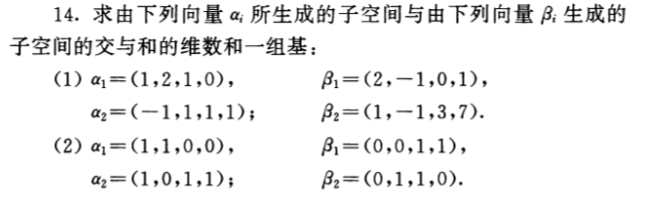 14. 求由下列向量 αᵢ 所生成的子空间与由下列向量 βᵢ 生成的
子空间的交与和的维数和一组基：
(1) α₁=(1,2,1,0), β₁=(2,-1,0,1),
α₂=(-1,1,1,1); β₂=(1,-1,3,7).
(2) α₁=(1,1,0,0), β₁=(0,0,1,1),
α₂=(1,0,1,1); β₂=(0,1,1,0).